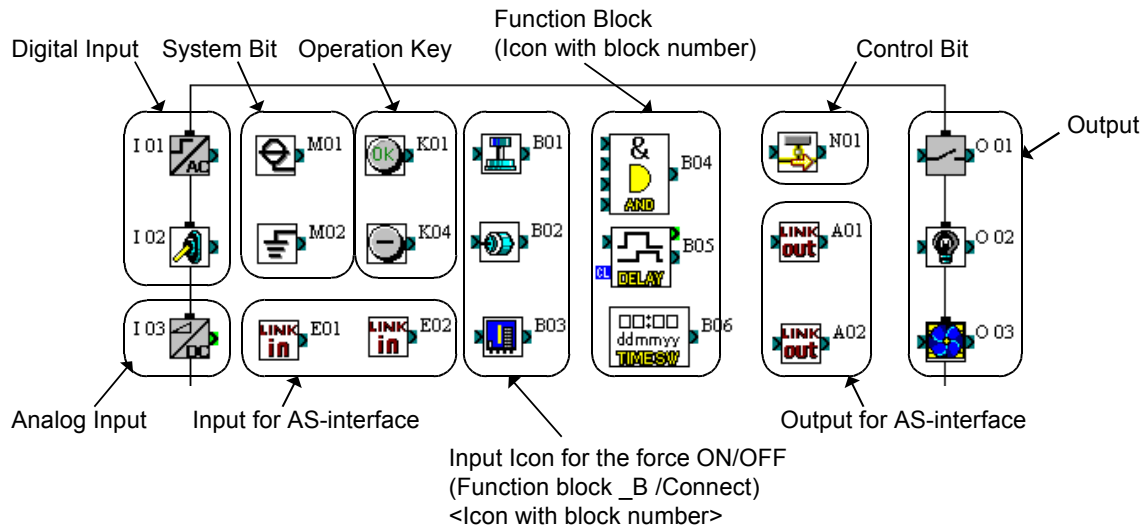 Function Block
(Icon with block number)
Digital Input
System Bit
Operation Key
Control Bit
Output
I 01
AC
M01
OK
K01
B01
&
AND
B04
N01
O 01
I 02
M02
K04
B02
CL
DELAY
B05
LINK
out
A01
O 02
I 03
DC
LINK
in
E01
LINK
in
E02
B03
00:00
ddmmyy
TIMESW
B06
LINK
out
A02
O 03
Analog Input
Input for AS-interface
Output for AS-interface
Input Icon for the force ON/OFF
(Function block _B /Connect)
<Icon with block number>